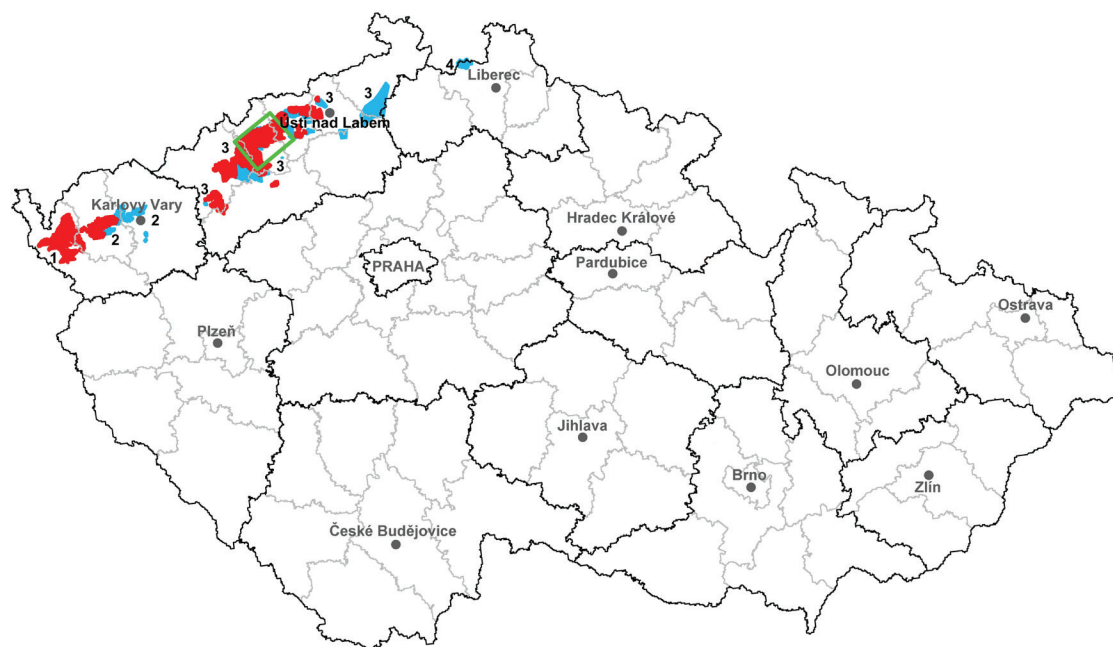 4
Liberec
3
3
Ústí nad Labem
3
3
3
Karlovy Vary
2
2
1
Hradec Králové
PRAHA
Pardubice
Ostrava
Plzeň
Olomouc
Jihlava
Brno
Zlín
České Budějovice